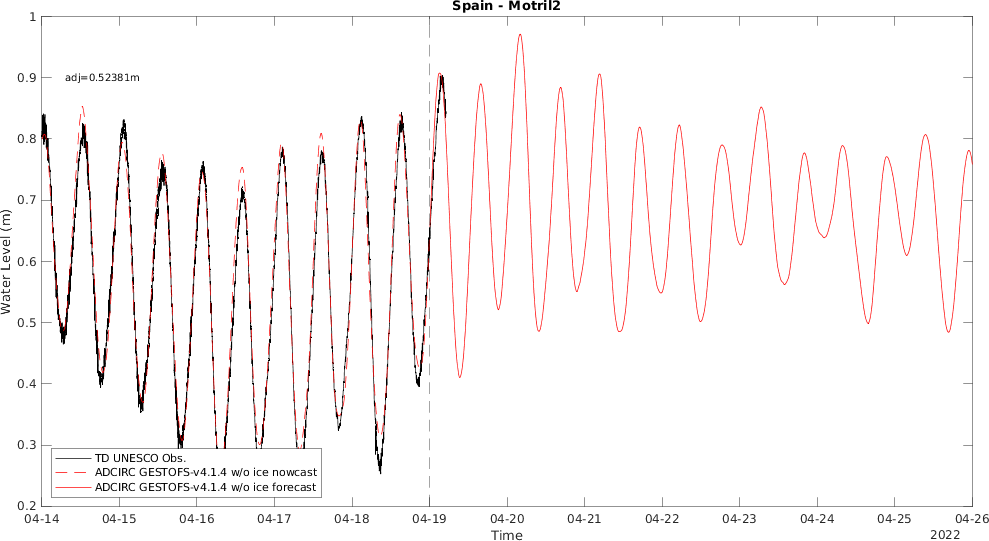 Spain - Motril2
1
0.9
0.8
0.7
0.6
0.5
0.4
0.3
0.2
Water Level (m)
adj=0.52381m
TD UNESCO Obs.
ADCIRC GESTOFS-v4.1.4 w/o ice nowcast
ADCIRC GESTOFS-v4.1.4 w/o ice forecast
04-14 04-15 04-16 04-17 04-18 04-19 04-20 04-21 04-22 04-23 04-24 04-25 04-26
Time
2022